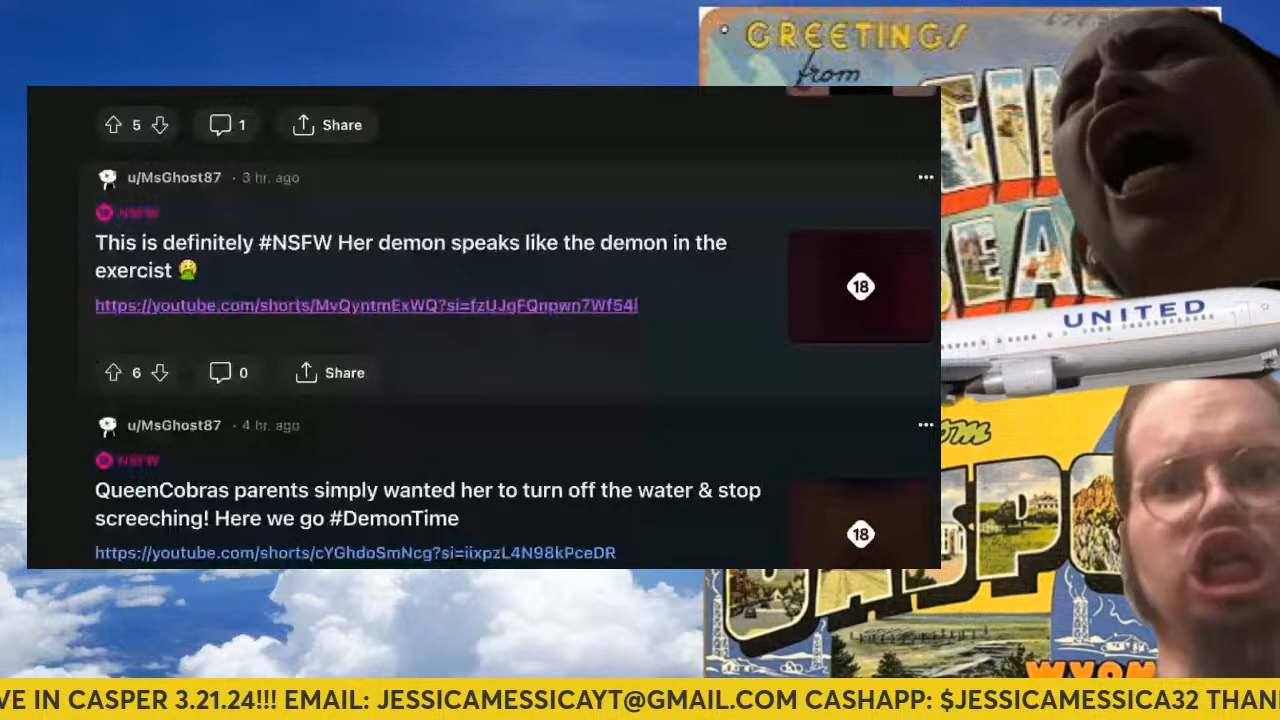 GREETINGS
from
5
1
Share
u/MsGhost87 · 3 hr. ago
NSFW
This is definitely #NSFW Her demon speaks like the demon in the
exercist
18
https://youtube.com/shorts/MvQyntmExWQ?si=fzUJgFQnpwn7Wf54l
UNITED
6
0
Share
u/MsGhost87 · 4 hr. ago
NSFW
QueenCobras parents simply wanted her to turn off the water & stop
screeching! Here we go #DemonTime
18
https://youtube.com/shorts/cYGhdoSmNcg?si=iixpzL4N98kPceDR
VE IN CASPER 3.21.24!!! EMAIL: JESSICAMESSICAYT@GMAIL.COM CASHAPP: $JESSICAMESSICA32 THAN